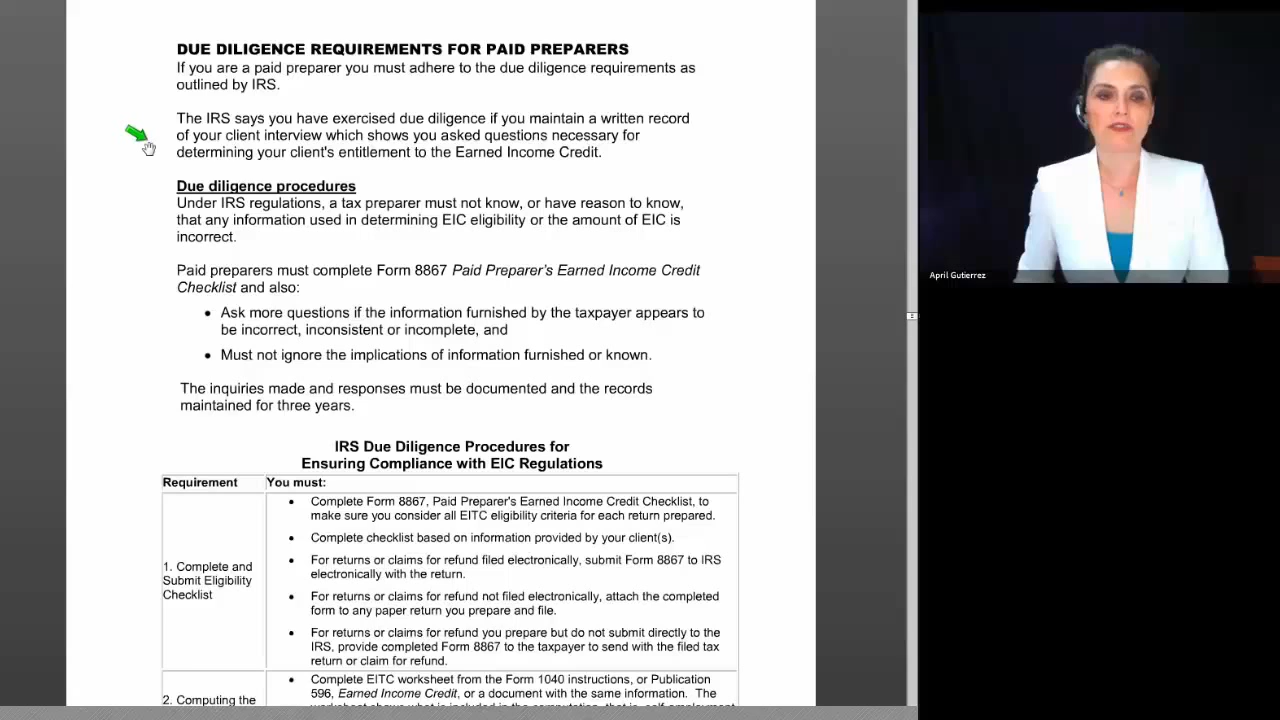 DUE DILIGENCE REQUIREMENTS FOR PAID PREPARERS
If you are a paid preparer you must adhere to the due diligence requirements as
outlined by IRS.
The IRS says you have exercised due diligence if you maintain a written record
of your client interview which shows you asked questions necessary for
determining your client's entitlement to the Earned Income Credit.
Due diligence procedures
Under IRS regulations, a tax preparer must not know, or have reason to know,
that any information used in determining EIC eligibility or the amount of EIC is
incorrect.
Paid preparers must complete Form 8867 Paid Preparer's Earned Income Credit
Checklist and also:
• Ask more questions if the information furnished by the taxpayer appears to
be incorrect, inconsistent or incomplete, and
• Must not ignore the implications of information furnished or known.
The inquiries made and responses must be documented and the records
maintained for three years.
IRS Due Diligence Procedures for
Ensuring Compliance with EIC Regulations
Requirement
You must:
1. Complete and
Submit Eligibility
Checklist
• Complete Form 8867, Paid Preparer's Earned Income Credit Checklist, to
make sure you consider all EITC eligibility criteria for each return prepared.
• Complete checklist based on information provided by your client(s).
• For returns or claims for refund filed electronically, submit Form 8867 to IRS
electronically with the return.
• For returns or claims for refund not filed electronically, attach the completed
form to any paper return you prepare and file.
• For returns or claims for refund you prepare but do not submit directly to the
IRS, provide completed Form 8867 to the taxpayer to send with the filed tax
return or claim for refund.
2. Computing the
• Complete EITC worksheet from the Form 1040 instructions, or Publication
596, Earned Income Credit, or a document with the same information. The
worksheet shows what is included in the computation, that is, self-employment
April Gutierrez